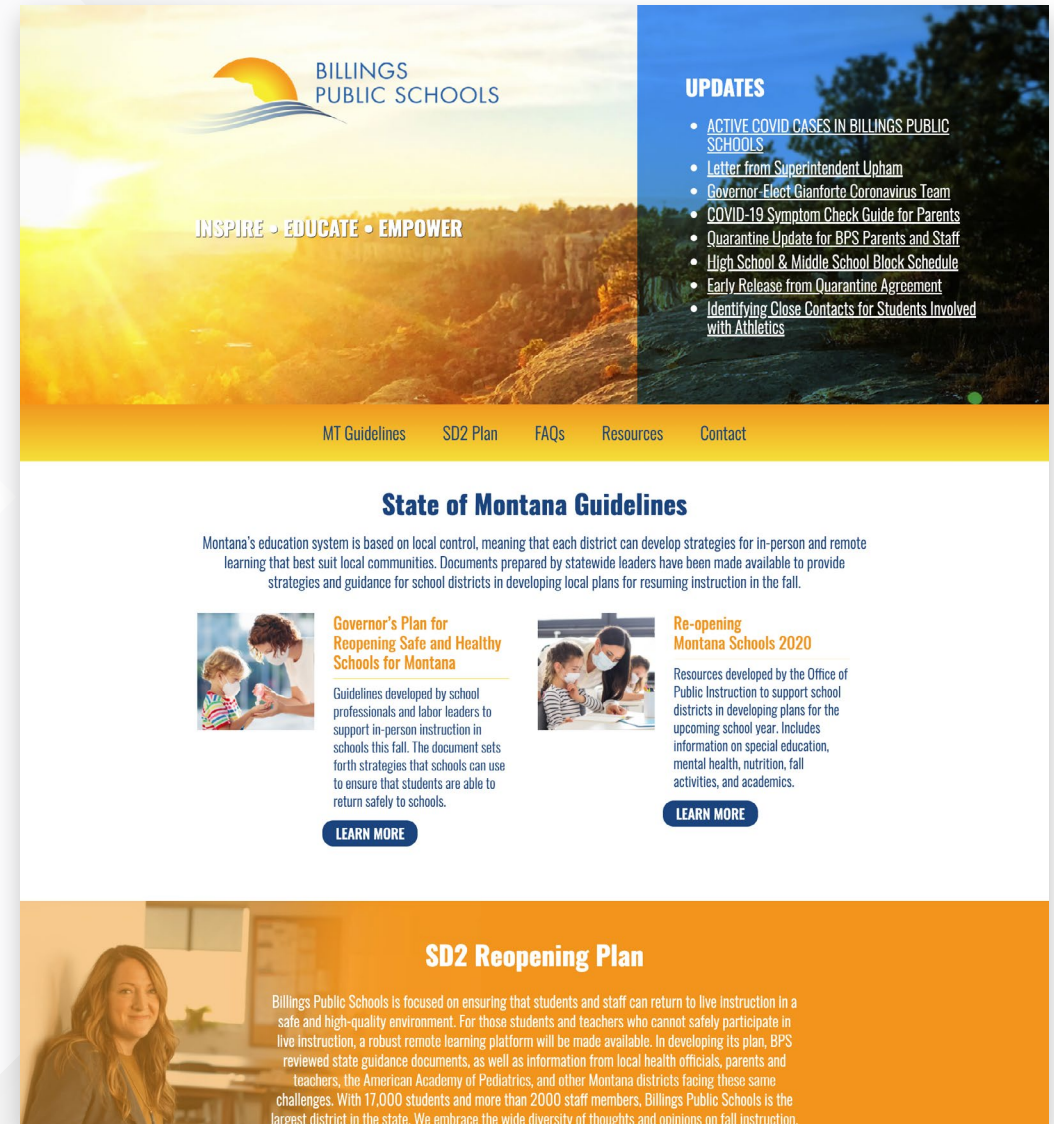 BILLINGS
PUBLIC SCHOOLS
INSPIRE • EDUCATE • EMPOWER
UPDATES
• ACTIVE COVID CASES IN BILLINGS PUBLIC
SCHOOLS
• Letter from Superintendent Upham
• Governor-Elect Gianforte Coronavirus Team
• COVID-19 Symptom Check Guide for Parents
• Quarantine Update for BPS Parents and Staff
• High School & Middle School Block Schedule
• Early Release from Quarantine Agreement
• Identifying Close Contacts for Students Involved
with Athletics
MT Guidelines SD2 Plan FAQs Resources Contact
State of Montana Guidelines
Montana's education system is based on local control, meaning that each district can develop strategies for in-person and remote
learning that best suit local communities. Documents prepared by statewide leaders have been made available to provide
strategies and guidance for school districts in developing local plans for resuming instruction in the fall.
Governor's Plan for
Reopening Safe and Healthy
Schools for Montana
Guidelines developed by school
professionals and labor leaders to
support in-person instruction in
schools this fall. The document sets
forth strategies that schools can use
to ensure that students are able to
return safely to schools.
LEARN MORE
Re-opening
Montana Schools 2020
Resources developed by the Office of
Public Instruction to support school
districts in developing plans for the
upcoming school year. Includes
information on special education,
mental health, nutrition, fall
activities, and academics.
LEARN MORE
SD2 Reopening Plan
Billings Public Schools is focused on ensuring that students and staff can return to live instruction in a
safe and high-quality environment. For those students and teachers who cannot safely participate in
live instruction, a robust remote learning platform will be made available. In developing its plan, BPS
reviewed state guidance documents, as well as information from local health officials, parents and
teachers, the American Academy of Pediatrics, and other Montana districts facing these same
challenges. With 17,000 students and more than 2000 staff members, Billings Public Schools is the
largest district in the state. We embrace the wide diversity of thoughts and opinions on fall instruction,